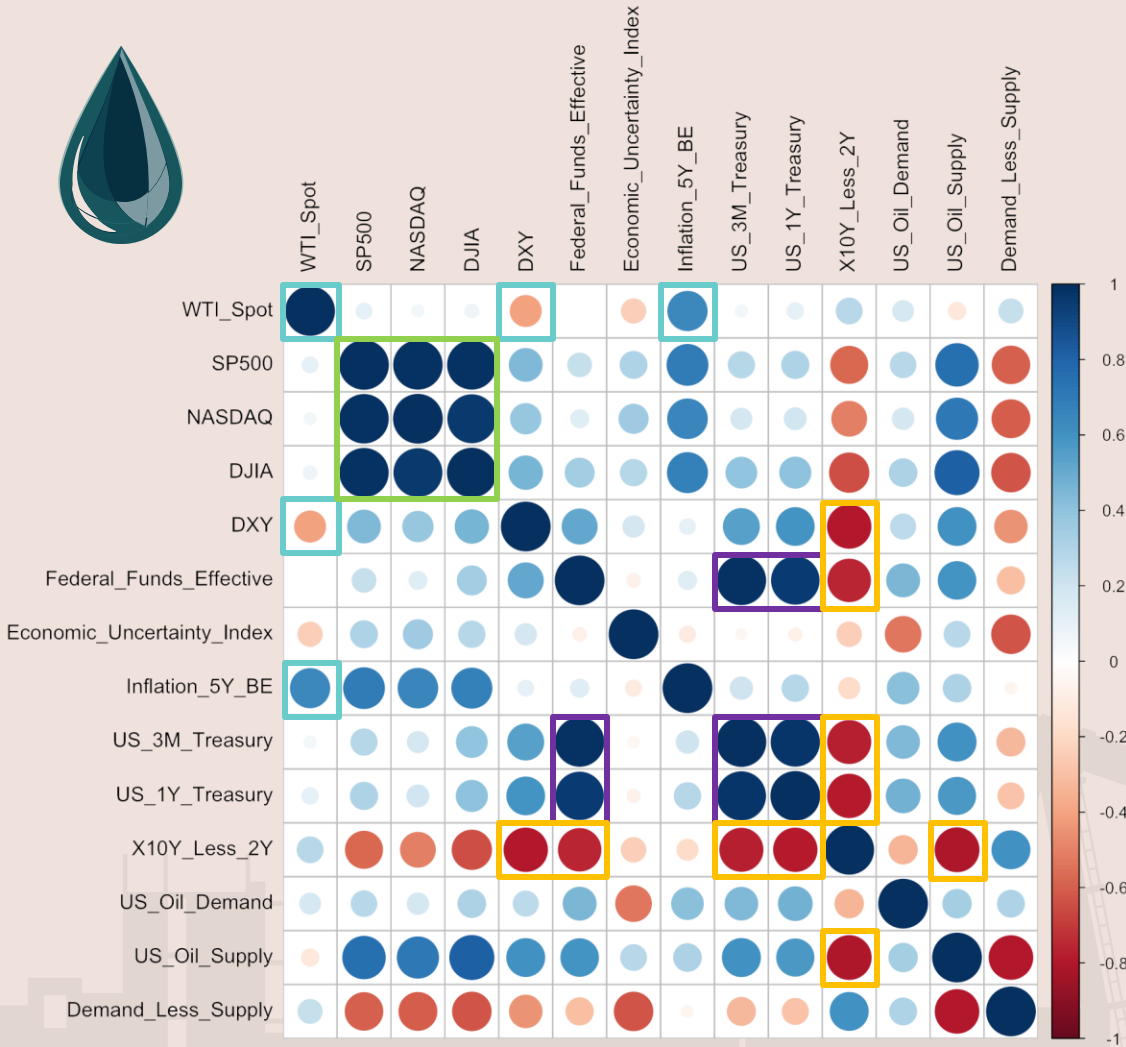 WTI_Spot
SP500
NASDAQ
DJIA
DXY
Federal_Funds_Effective
Economic_Uncertainty_Index
Inflation_5Y_BE
US_3M_Treasury
US_1Y_Treasury
X10Y_Less_2Y
US_Oil_Demand
US_Oil_Supply
Demand_Less_Supply
WTI_Spot
SP500
NASDAQ
DJIA
DXY
Federal_Funds_Effective
Economic_Uncertainty_Index
Inflation_5Y_BE
US_3M_Treasury
US_1Y_Treasury
X10Y_Less_2Y
US_Oil_Demand
US_Oil_Supply
Demand_Less_Supply
1
0.8
0.6
0.4
0.2
0
-0.2
-0.4
-0.6
-0.8
-1